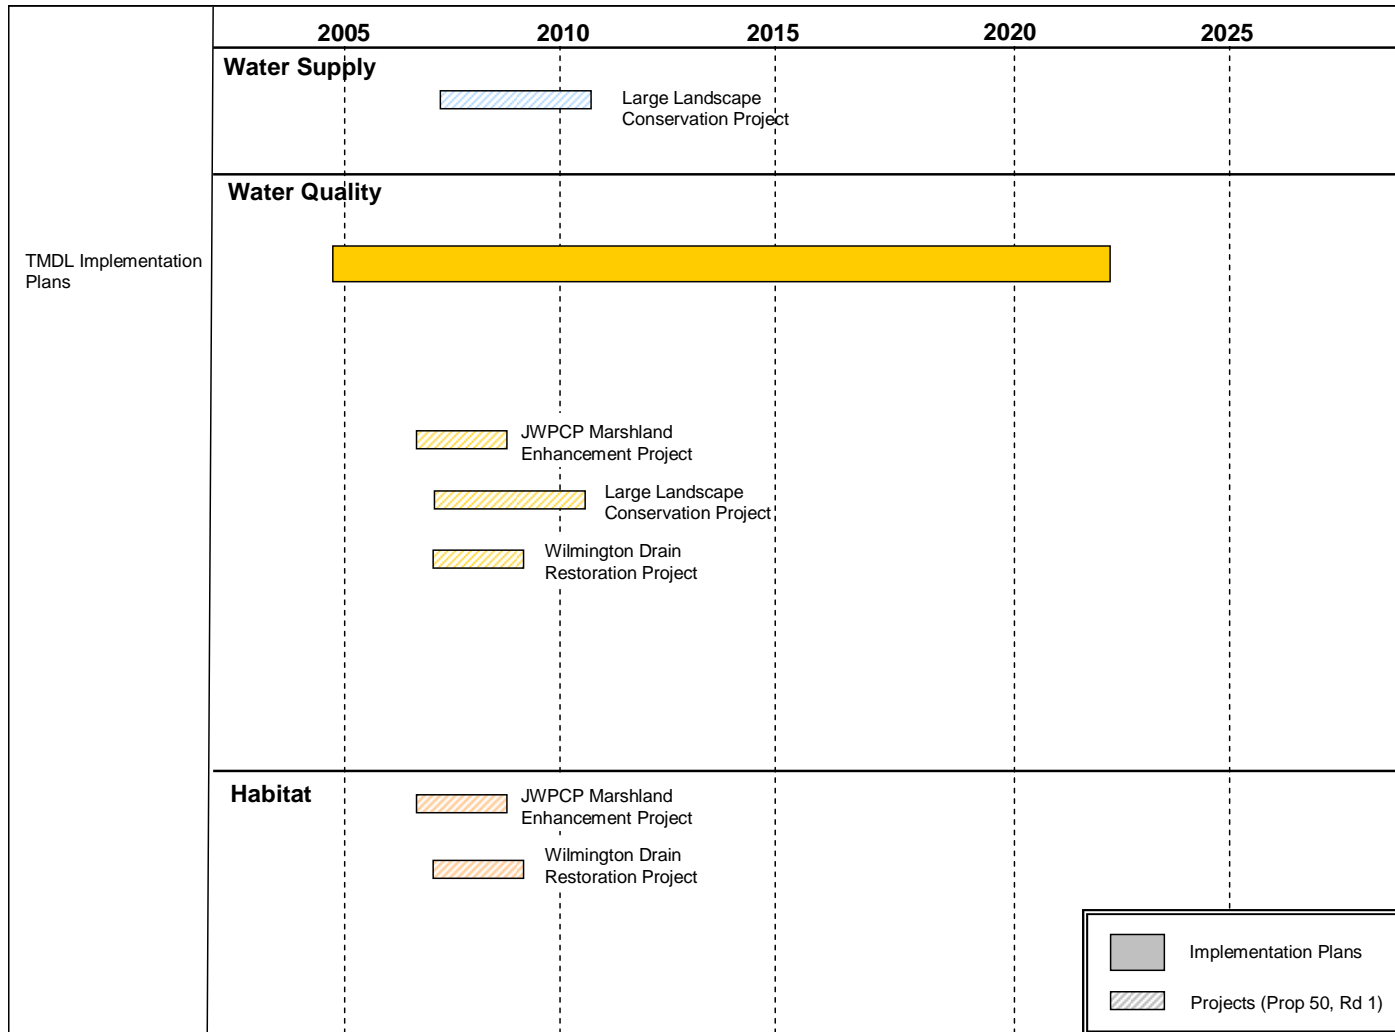 2005 2010 2015 2020 2025
Water Supply
Large Landscape
Conservation Project
Water Quality
TMDL Implementation
Plans
JWPCP Marshland
Enhancement Project
Large Landscape
Conservation Project
Wilmington Drain
Restoration Project
Habitat
JWPCP Marshland
Enhancement Project
Wilmington Drain
Restoration Project
Implementation Plans
Projects (Prop 50, Rd 1)